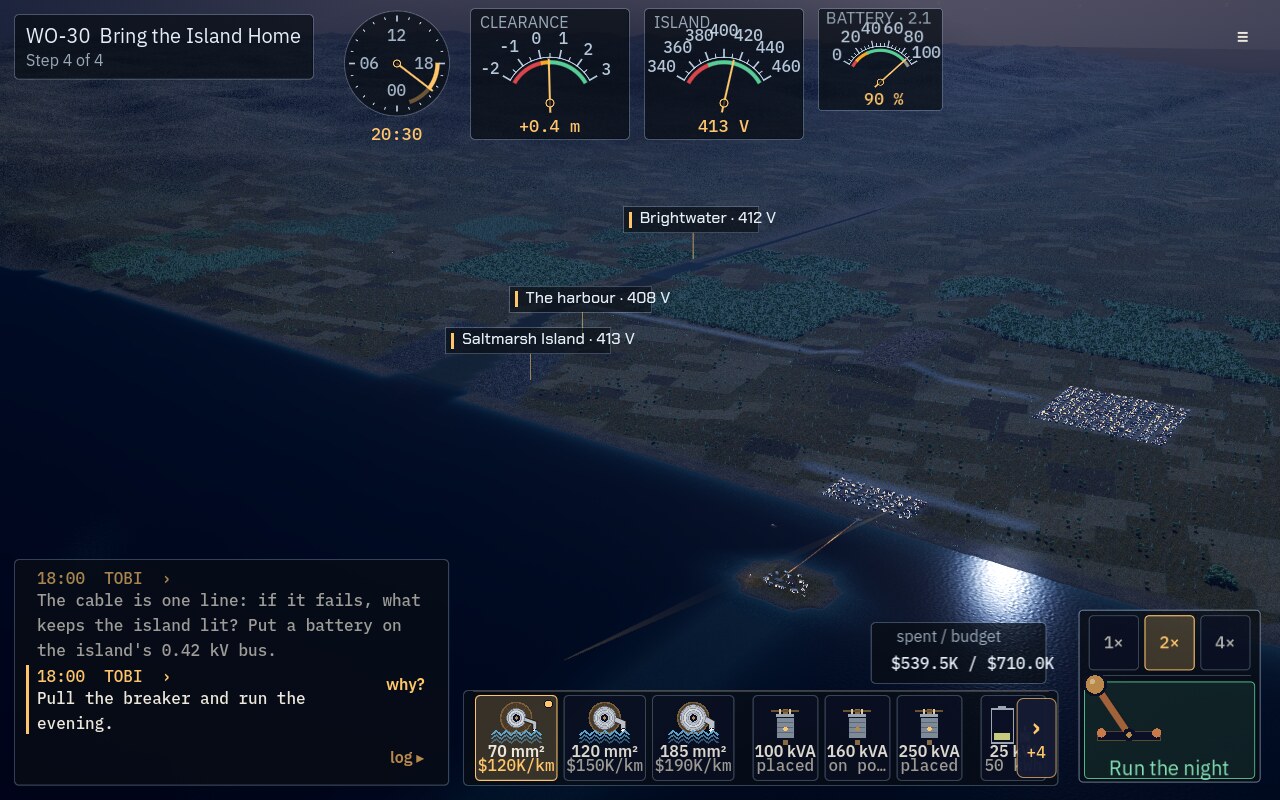 WO-30 Bring the Island Home
Step 4 of 4
12
06
18
00
20:30
CLEARANCE
-2
-1
0
1
2
3
+0.4 m
ISLAND
340
360
380
400
420
440
460
413 V
BATTERY · 2.1
0
20
40
60
80
100
90 %
☰
Brightwater · 412 V
The harbour · 408 V
Saltmarsh Island · 413 V
18:00 TOBI ›
The cable is one line: if it fails, what
keeps the island lit? Put a battery on
the island's 0.42 kV bus.
18:00 TOBI ›
why?
Pull the breaker and run the
evening.
log ▸
spent / budget
$539.5K / $710.0K
70 mm²
$120K/km
120 mm²
$150K/km
185 mm²
$190K/km
100 kVA
placed
160 kVA
on po…
250 kVA
placed
25
50
›
+4
1×
2×
4×
Run the night